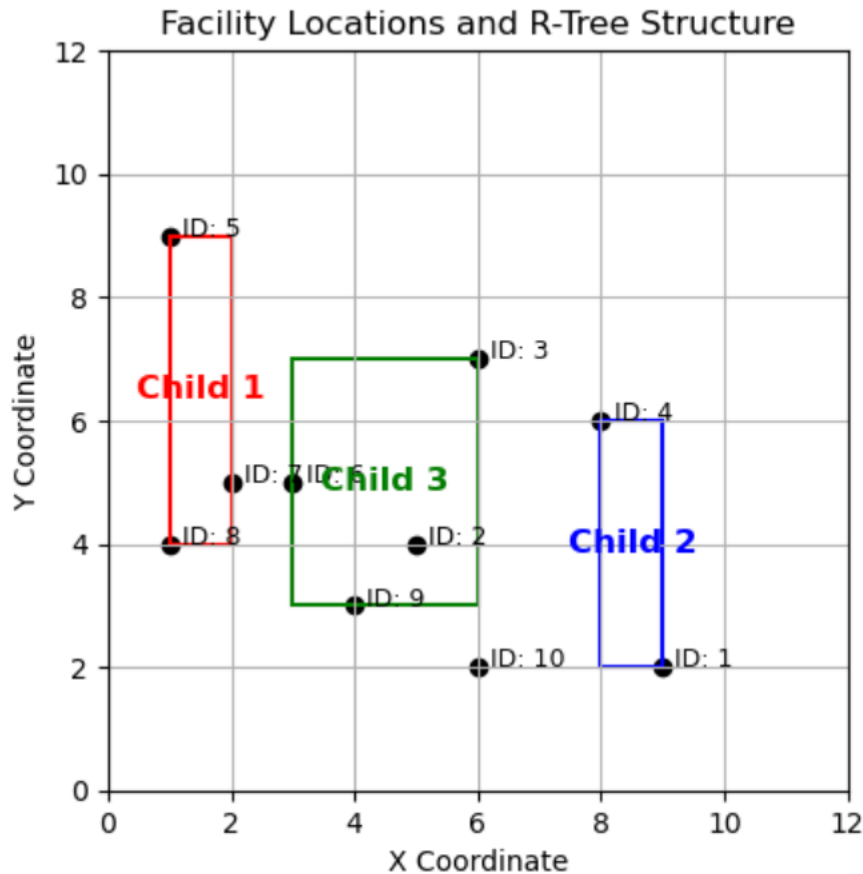 Facility Locations and R-Tree Structure
12
10
8
6
4
2
0
Y Coordinate
ID: 5
ID: 3
Child 1
ID: 4
ID: 7
ID: 6
Child 3
ID: 8
ID: 2
Child 2
ID: 9
ID: 10
ID: 1
0 2 4 6 8 10 12
X Coordinate